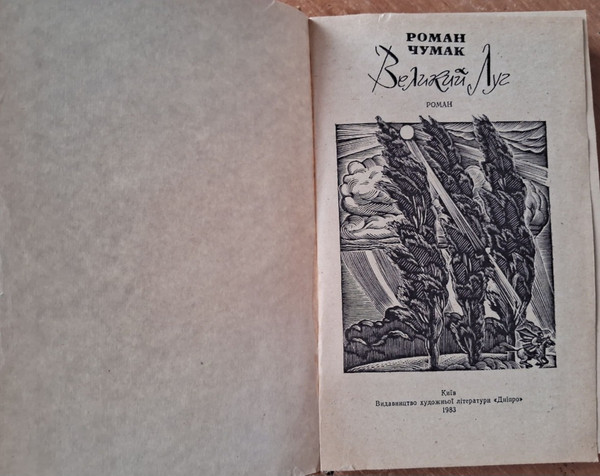 РОМАН
ЧУМАК
Великий Луг
РОМАН
Київ
Видавництво художньої літератури «Дніпро»
1983